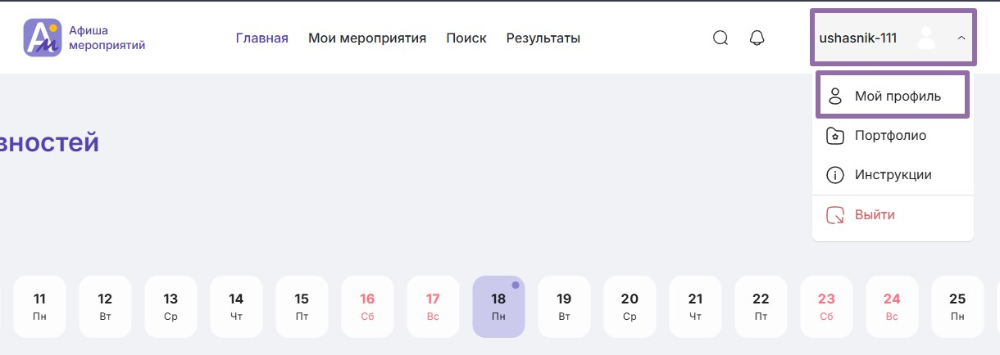 Афиша
мероприятий
Главная Мои мероприятия Поиск Результаты
ushasnik-111
Мой профиль
Портфолио
Инструкции
Выйти
вностей
11 12 13 14 15 16 17 18 19 20 21 22 23 24 25
Пн Вт Ср Чт Пт Сб Вс Пн Вт Ср Чт Пт Сб Вс Пн